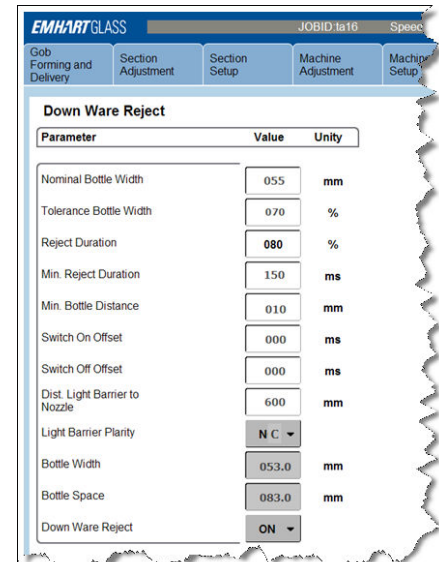 EMHARTGLASS JOBID:ta16 Speed
Gob Forming and Delivery
Section Adjustment
Section Setup
Machine Adjustment
Machine Setup
Down Ware Reject
Parameter Value Unity
Nominal Bottle Width 055 mm
Tolerance Bottle Width 070 %
Reject Duration 080 %
Min. Reject Duration 150 ms
Min. Bottle Distance 010 mm
Switch On Offset 000 ms
Switch Off Offset 000 ms
Dist. Light Barrier to
Nozzle 600 mm
Light Barrier Plarity N C
Bottle Width 053.0 mm
Bottle Space 083.0 mm
Down Ware Reject ON